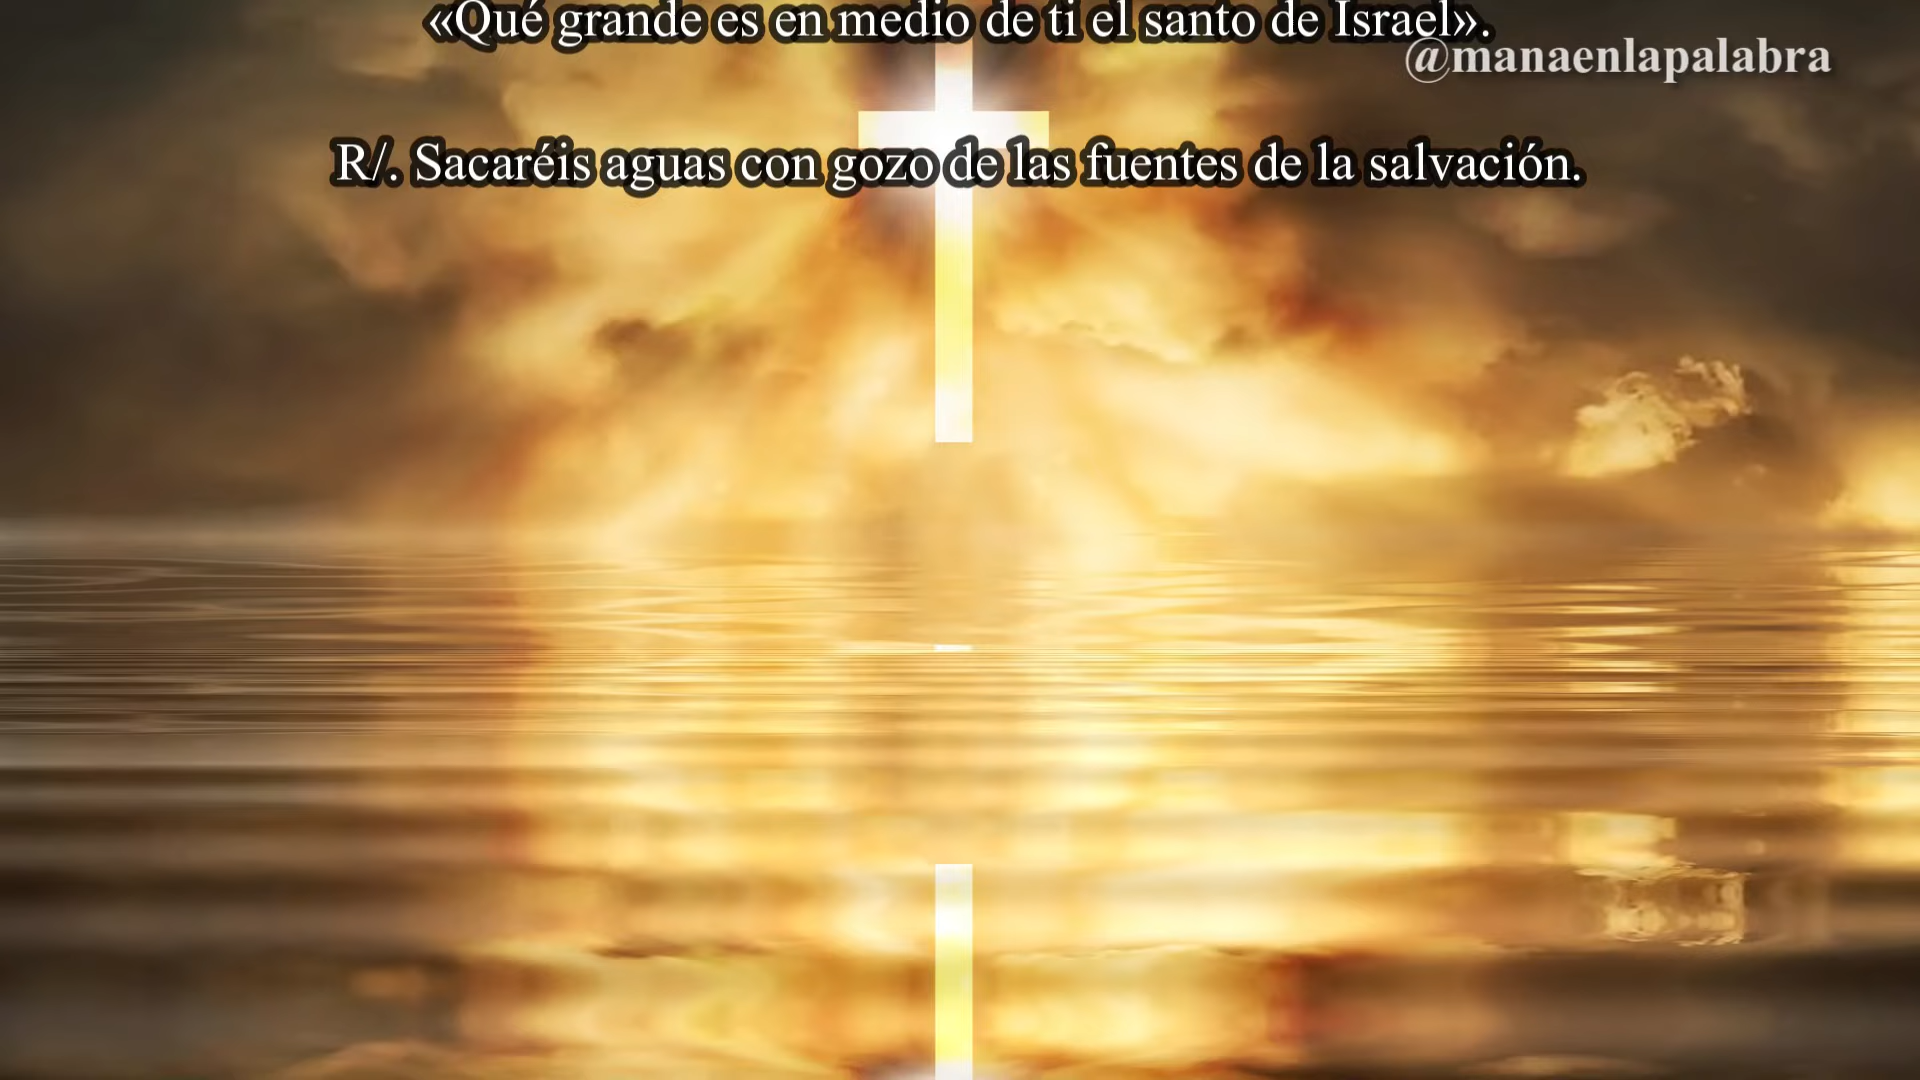 «Qué grande es en medio de ti el santo de Israel».
@manaenlapalabra
R/. Sacaréis aguas con gozo de las fuentes de la salvación.